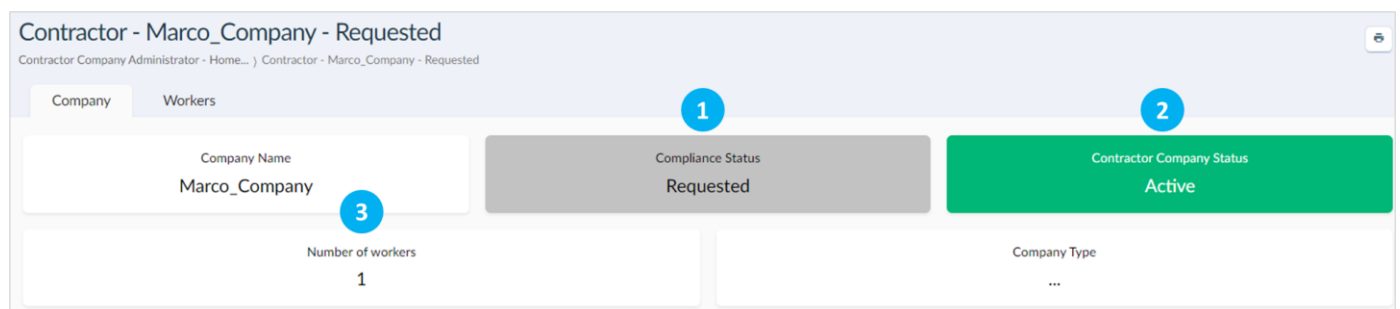 Contractor - Marco_Company - Requested
Contractor Company Administrator - Home... ) Contractor - Marco_Company - Requested
Company
Workers
1
2
Company Name
Marco_Company
Compliance Status
Requested
Contractor Company Status
Active
3
Number of workers
1
Company Type
...